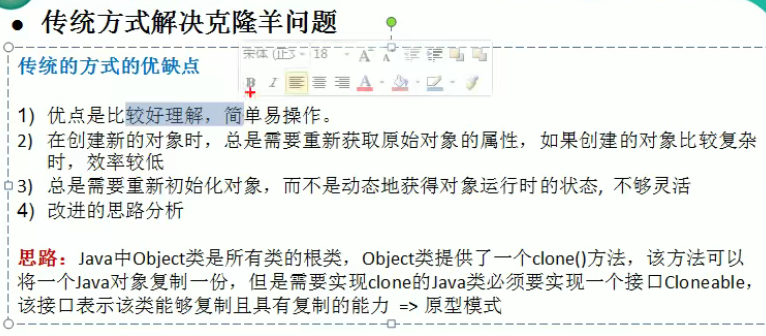 ● 传统方式解决克隆羊问题
宋体 (正 18 A A
传统的方式的优缺点
B I A
1) 优点是比较好理解，简单易操作。
2) 在创建新的对象时，总是需要重新获取原始对象的属性，如果创建的对象比较复杂
时，效率较低
3) 总是需要重新初始化对象，而不是动态地获得对象运行时的状态, 不够灵活
4) 改进的思路分析
思路：Java中Object类是所有类的根类，Object类提供了一个clone()方法，该方法可以
将一个Java对象复制一份，但是需要实现clone的Java类必须要实现一个接口Cloneable，
该接口表示该类能够复制且具有复制的能力 => 原型模式